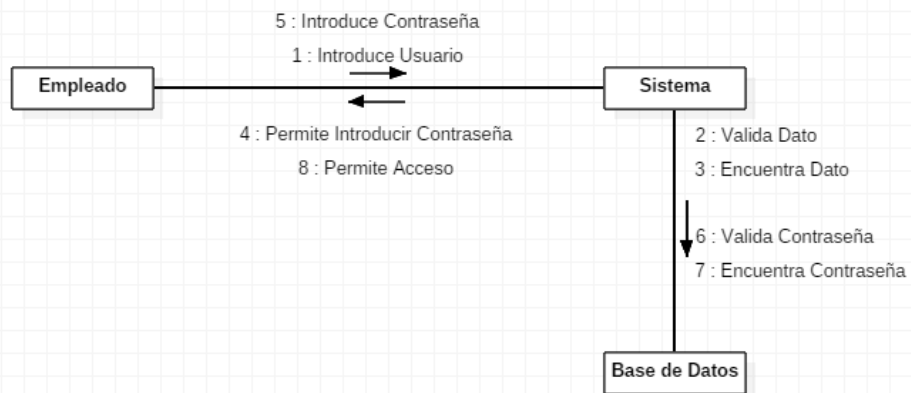 5 : Introduce Contraseña
1 : Introduce Usuario
Empleado
Sistema
4 : Permite Introducir Contraseña
8 : Permite Acceso
2 : Valida Dato
3 : Encuentra Dato
6 : Valida Contraseña
7 : Encuentra Contraseña
Base de Datos